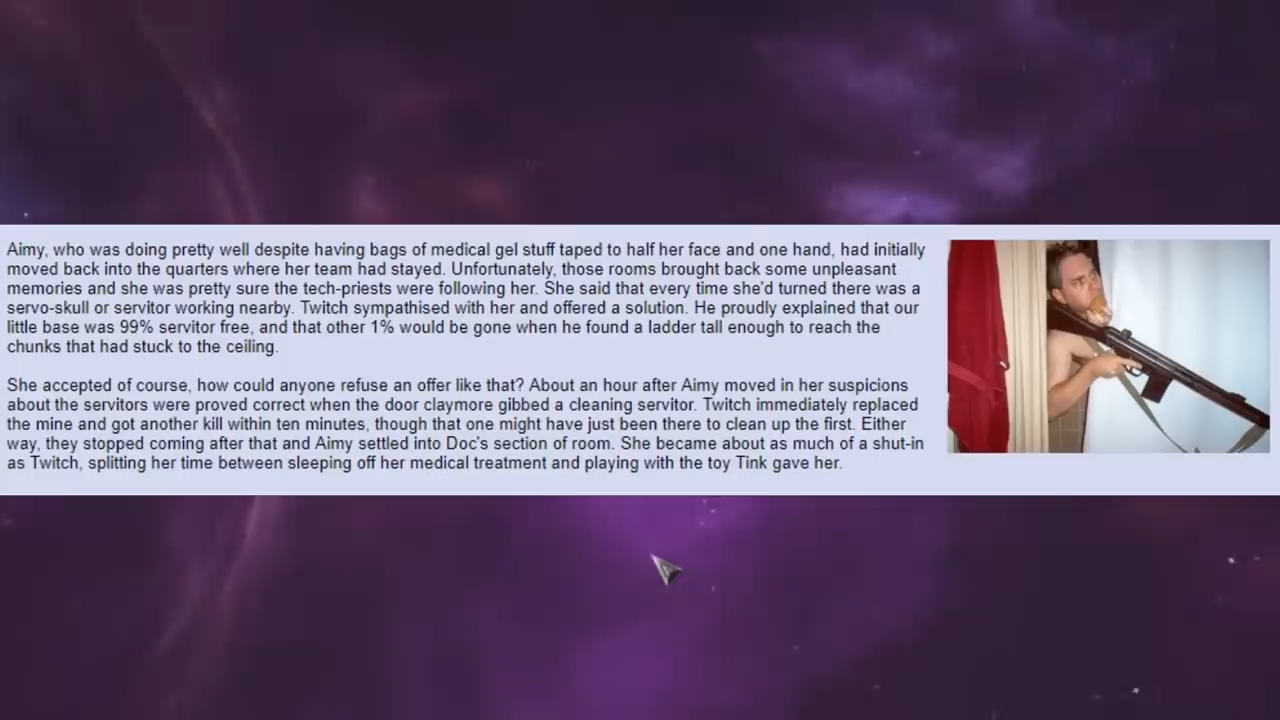 Aimy, who was doing pretty well despite having bags of medical gel stuff taped to half her face and one hand, had initially
moved back into the quarters where her team had stayed. Unfortunately, those rooms brought back some unpleasant
memories and she was pretty sure the tech-priests were following her. She said that every time she'd turned there was a
servo-skull or servitor working nearby. Twitch sympathised with her and offered a solution. He proudly explained that our
little base was 99% servitor free, and that other 1% would be gone when he found a ladder tall enough to reach the
chunks that had stuck to the ceiling.
She accepted of course, how could anyone refuse an offer like that? About an hour after Aimy moved in her suspicions
about the servitors were proved correct when the door claymore gibbed a cleaning servitor. Twitch immediately replaced
the mine and got another kill within ten minutes, though that one might have just been there to clean up the first. Either
way, they stopped coming after that and Aimy settled into Doc's section of room. She became about as much of a shut-in
as Twitch, splitting her time between sleeping off her medical treatment and playing with the toy Tink gave her.